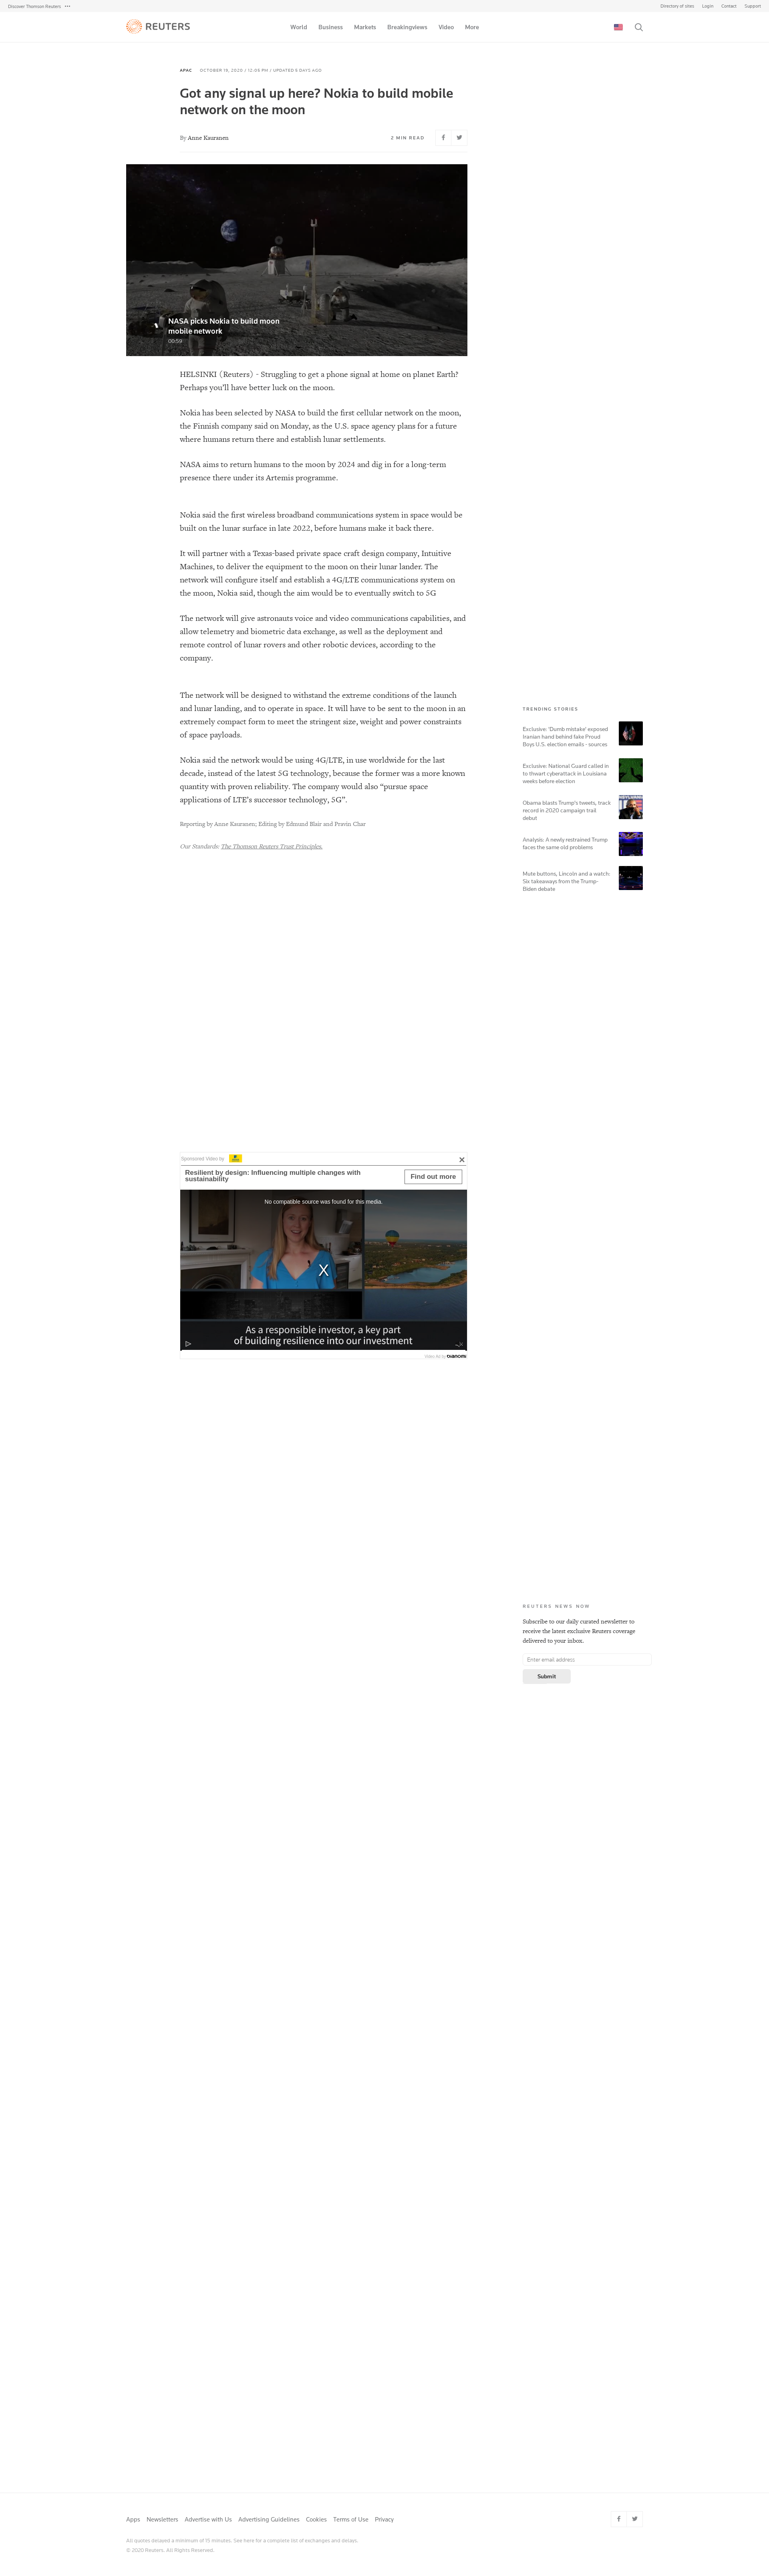 Discover Thomson Reuters
Directory of sites Login Contact Support
REUTERS
World Business Markets Breakingviews Video More
APAC OCTOBER 19, 2020 / 12:05 PM / UPDATED 5 DAYS AGO
Got any signal up here? Nokia to build mobile
network on the moon
By Anne Kauranen
2 MIN READ
NASA picks Nokia to build moon
mobile network
00:59
HELSINKI (Reuters) - Struggling to get a phone signal at home on planet Earth?
Perhaps you’ll have better luck on the moon.
Nokia has been selected by NASA to build the first cellular network on the moon,
the Finnish company said on Monday, as the U.S. space agency plans for a future
where humans return there and establish lunar settlements.
NASA aims to return humans to the moon by 2024 and dig in for a long-term
presence there under its Artemis programme.
Nokia said the first wireless broadband communications system in space would be
built on the lunar surface in late 2022, before humans make it back there.
It will partner with a Texas-based private space craft design company, Intuitive
Machines, to deliver the equipment to the moon on their lunar lander. The
network will configure itself and establish a 4G/LTE communications system on
the moon, Nokia said, though the aim would be to eventually switch to 5G
The network will give astronauts voice and video communications capabilities, and
allow telemetry and biometric data exchange, as well as the deployment and
remote control of lunar rovers and other robotic devices, according to the
company.
The network will be designed to withstand the extreme conditions of the launch
and lunar landing, and to operate in space. It will have to be sent to the moon in an
extremely compact form to meet the stringent size, weight and power constraints
of space payloads.
Nokia said the network would be using 4G/LTE, in use worldwide for the last
decade, instead of the latest 5G technology, because the former was a more known
quantity with proven reliability. The company would also “pursue space
applications of LTE’s successor technology, 5G”.
Reporting by Anne Kauranen; Editing by Edmund Blair and Pravin Char
Our Standards: The Thomson Reuters Trust Principles.
TRENDING STORIES
Exclusive: 'Dumb mistake' exposed
Iranian hand behind fake Proud
Boys U.S. election emails - sources
Exclusive: National Guard called in
to thwart cyberattack in Louisiana
weeks before election
Obama blasts Trump's tweets, track
record in 2020 campaign trail
debut
Analysis: A newly restrained Trump
faces the same old problems
Mute buttons, Lincoln and a watch:
Six takeaways from the Trump-
Biden debate
Sponsored Video by
Resilient by design: Influencing multiple changes with
sustainability
Find out more
No compatible source was found for this media.
X
As a responsible investor, a key part
of building resilience into our investment
Video Ad by
REUTERS NEWS NOW
Subscribe to our daily curated newsletter to
receive the latest exclusive Reuters coverage
delivered to your inbox.
Enter email address
Submit
Apps Newsletters Advertise with Us Advertising Guidelines Cookies Terms of Use Privacy
All quotes delayed a minimum of 15 minutes. See here for a complete list of exchanges and delays.
© 2020 Reuters. All Rights Reserved.